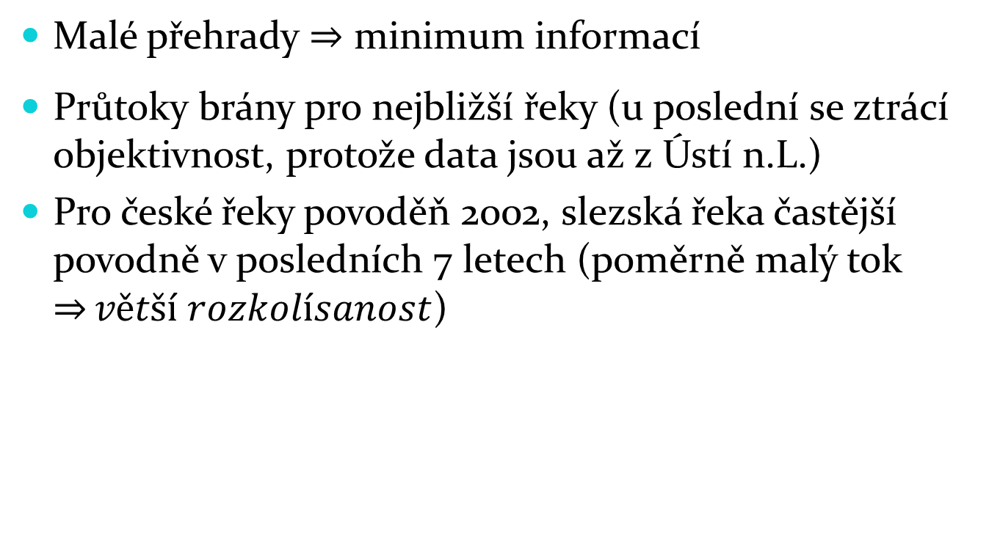 • Malé přehrady ⇒ minimum informací
• Průtoky brány pro nejbližší řeky (u poslední se ztrácí
objektivnost, protože data jsou až z Ústí n.L.)
• Pro české řeky povoděň 2002, slezská řeka častější
povodně v posledních 7 letech (poměrně malý tok
⇒ větší rozkolísanost)